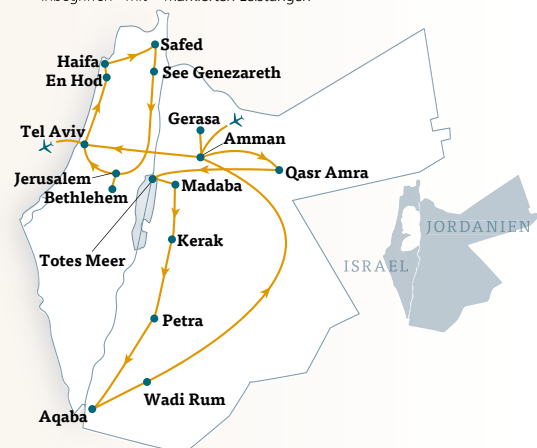 Safed
Haifa
En Hod
See Genezareth
Gerasa
Tel Aviv
Amman
Jerusalem
Qasr Amra
Madaba
Bethlehem
Kerak
Totes Meer
Petra
Wadi Rum
Aqaba
JORDANIEN
ISRAEL